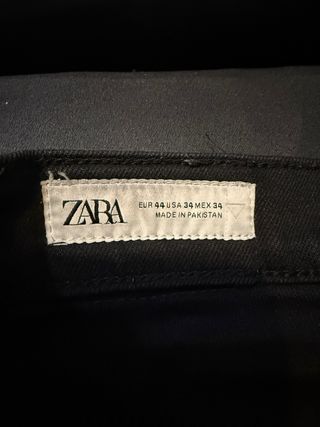 ZARA
EUR 44 USA 34 MEX 34
MADE IN PAKISTAN